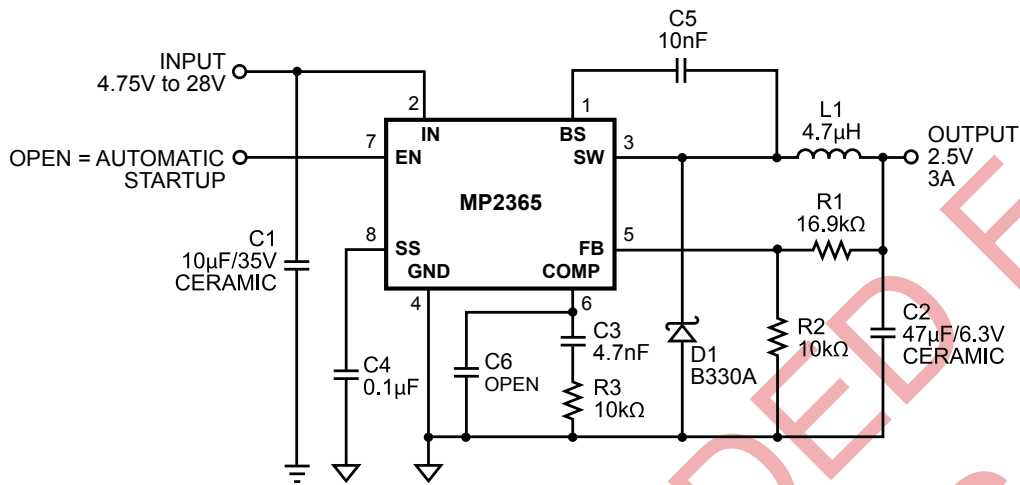 C5
10nF
INPUT
4.75V to 28V
2
1
IN
BS
L1
4.7µH
7
EN
SW
3
OUTPUT
2.5V
3A
OPEN = AUTOMATIC
STARTUP
MP2365
R1
16.9kΩ
8
SS
FB
5
C1
10µF/35V
CERAMIC
GND
COMP
4
6
C3
4.7nF
C2
47µF/6.3V
CERAMIC
R2
10kΩ
D1
B330A
C4
0.1µF
C6
OPEN
R3
10kΩ
DED F